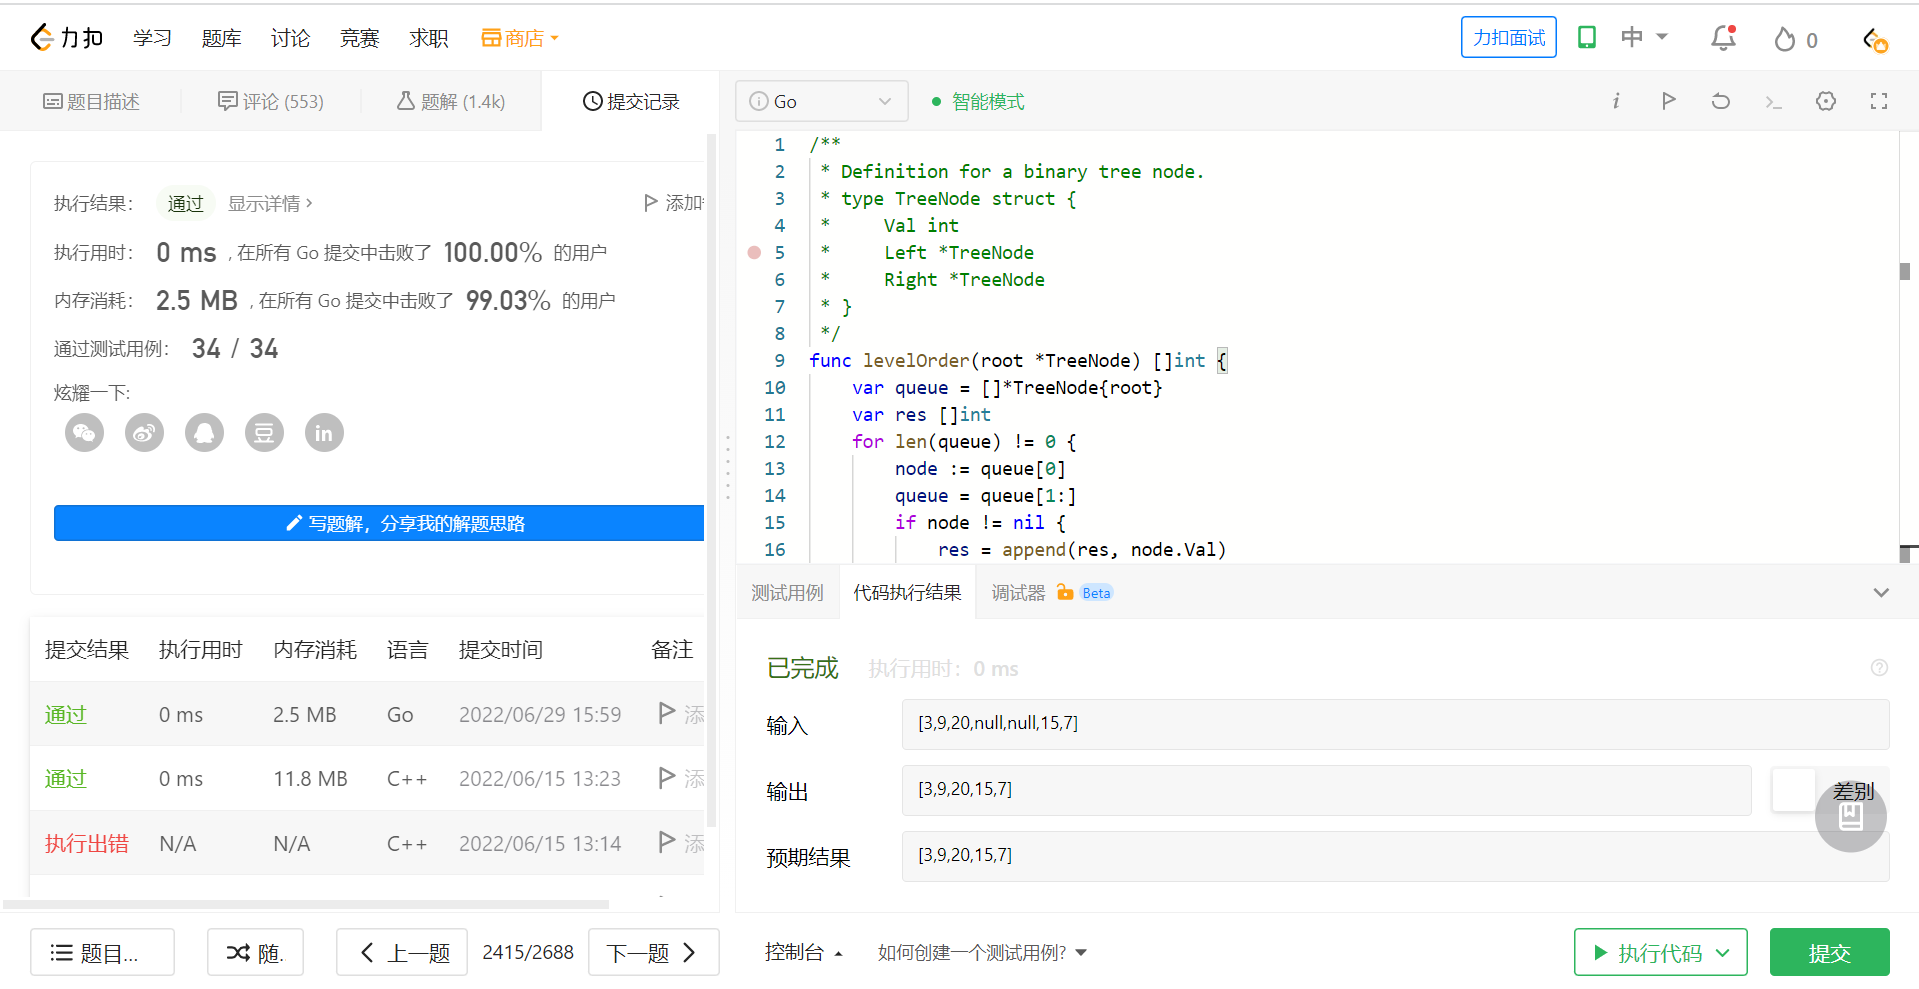 力扣 学习 题库 讨论 竞赛 求职 商店 力扣面试 中 0
题目描述 评论 (553) 题解 (1.4k) 提交记录
执行结果： 通过 显示详情 › 添加
执行用时： 0 ms , 在所有 Go 提交中击败了 100.00% 的用户
内存消耗： 2.5 MB , 在所有 Go 提交中击败了 99.03% 的用户
通过测试用例： 34 / 34
炫耀一下:
豆 in
写题解，分享我的解题思路
提交结果 执行用时 内存消耗 语言 提交时间 备注
通过 0 ms 2.5 MB Go 2022/06/29 15:59 添
通过 0 ms 11.8 MB C++ 2022/06/15 13:23 添
执行出错 N/A N/A C++ 2022/06/15 13:14 添
题目... 随. 上一题 2415/2688 下一题
i Go 智能模式 i
1 /**
2 * Definition for a binary tree node.
3 * type TreeNode struct {
4 * Val int
5 * Left *TreeNode
6 * Right *TreeNode
7 * }
8 */
9 func levelOrder(root *TreeNode) []int {
10 var queue = []*TreeNode{root}
11 var res []int
12 for len(queue) != 0 {
13 node := queue[0]
14 queue = queue[1:]
15 if node != nil {
16 res = append(res, node.Val)
测试用例 代码执行结果 调试器 Beta
已完成 执行用时：0 ms ?
输入 [3,9,20,null,null,15,7]
输出 [3,9,20,15,7] 差别
预期结果 [3,9,20,15,7]
控制台 如何创建一个测试用例? 执行代码 提交